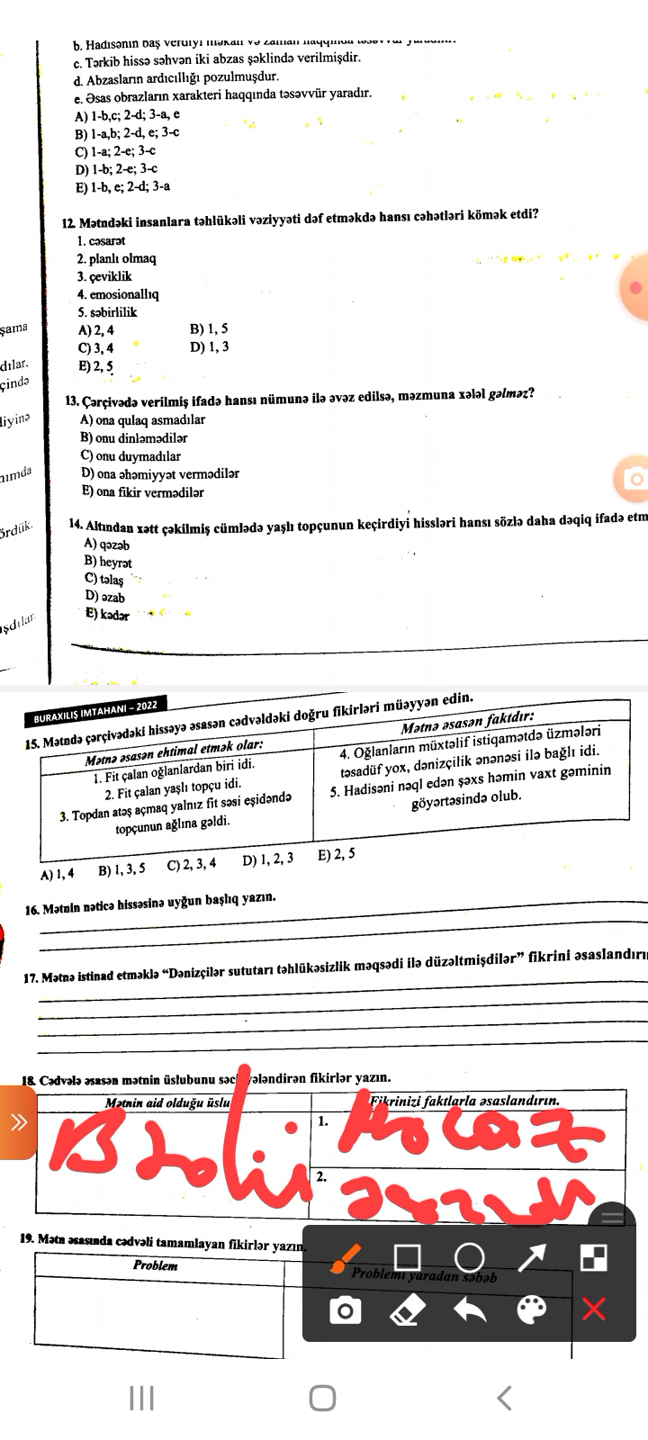 b. Hadisənin baş verdiyi məkan və zaman haqqında təsəvvür yaradır.
c. Tərkib hissə səhvən iki abzas şəklində verilmişdir.
d. Abzasların ardıcıllığı pozulmuşdur.
e. Əsas obrazların xarakteri haqqında təsəvvür yaradır.
A) 1-b,c; 2-d; 3-a, e
B) 1-a,b; 2-d, e; 3-c
C) 1-a; 2-e; 3-c
D) 1-b; 2-e; 3-c
E) 1-b, e; 2-d; 3-a
12. Mətndəki insanlara təhlükəli vəziyyəti dəf etməkdə hansı cəhətləri kömək etdi?
1. cəsarət
2. planlı olmaq
3. çeviklik
4. emosionallıq
5. səbirlilik
A) 2, 4 B) 1, 5
C) 3, 4 D) 1, 3
E) 2, 5
şama
dılar.
çində
liyinə
nımda
ördük.
ışdılar.
13. Çərçivədə verilmiş ifadə hansı nümunə ilə əvəz edilsə, məzmuna xələl gəlməz?
A) ona qulaq asmadılar
B) onu dinləmədilər
C) onu duymadılar
D) ona əhəmiyyət vermədilər
E) ona fikir vermədilər
14. Altından xətt çəkilmiş cümlədə yaşlı topçunun keçirdiyi hissləri hansı sözlə daha dəqiq ifadə etm
A) qəzəb
B) heyrət
C) təlaş
D) əzab
E) kədər
BURAXILIŞ IMTAHANI – 2022
15. Mətndə çərçivədəki hissəyə əsasən cədvəldəki doğru fikirləri müəyyən edin.
Mətnə əsasən ehtimal etmək olar:
1. Fit çalan oğlanlardan biri idi.
2. Fit çalan yaşlı topçu idi.
3. Topdan atəş açmaq yalnız fit səsi eşidəndə
topçunun ağlına gəldi.
Mətnə əsasən faktdır:
4. Oğlanların müxtəlif istiqamətdə üzmələri
təsadüf yox, dənizçilik ənənəsi ilə bağlı idi.
5. Hadisəni nəql edən şəxs həmin vaxt gəminin
göyərtəsində olub.
A) 1, 4 B) 1, 3, 5 C) 2, 3, 4 D) 1, 2, 3 E) 2, 5
16. Mətnin nəticə hissəsinə uyğun başlıq yazın.
17. Mətnə istinad etməklə “Dənizçilər sututarı təhlükəsizlik məqsədi ilə düzəltmişdilər” fikrini əsaslandırı
18. Cədvələ əsasən mətnin üslubunu səciyyələndirən fikirlər yazın.
Mətnin aid olduğu üslu
Fikrinizi faktlarla əsaslandırın.
1.
2.
Bədii
Məcaz
19. Mətn əsasında cədvəli tamamlayan fikirlər yazın.
Problem
Problemi yaradan səbəb